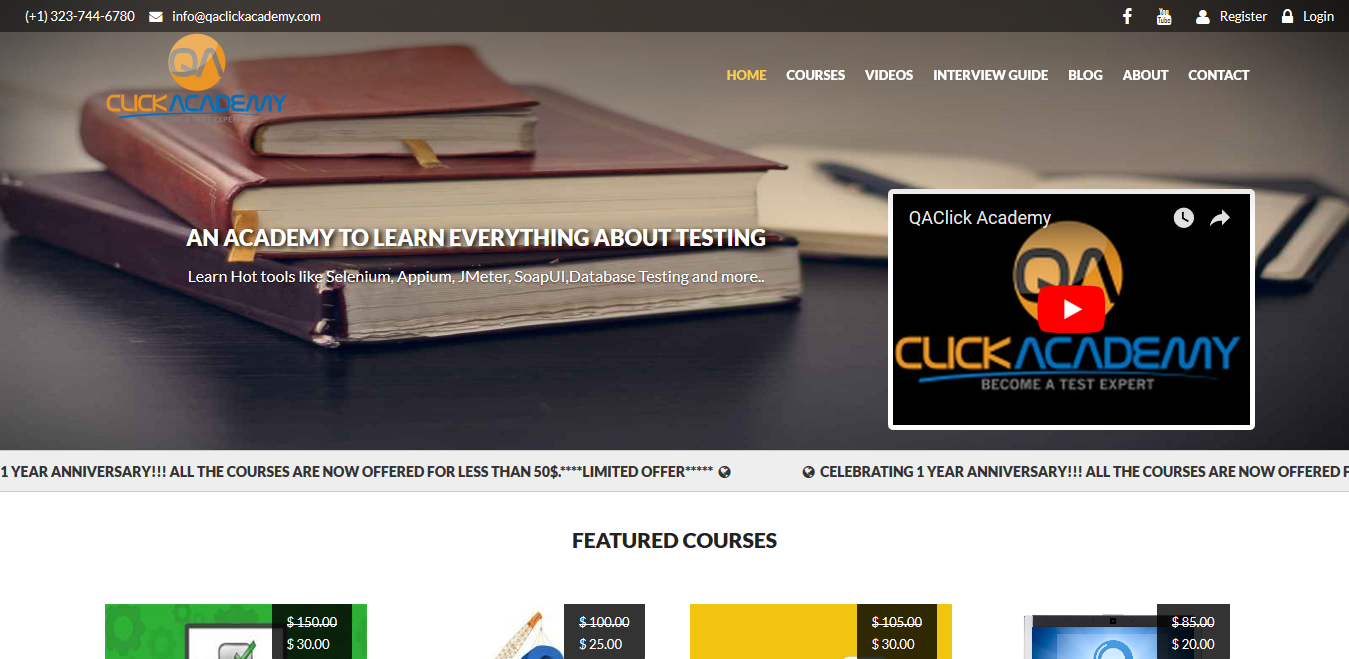 (+1) 323-744-6780 info@qaclickacademy.com Register Login
QA
CLICKACADEMY
HOME COURSES VIDEOS INTERVIEW GUIDE BLOG ABOUT CONTACT
AN ACADEMY TO LEARN EVERYTHING ABOUT TESTING
Learn Hot tools like Selenium, Appium, JMeter, SoapUI,Database Testing and more..
QAClick Academy
QA
CLICKACADEMY
BECOME A TEST EXPERT
1 YEAR ANNIVERSARY!!! ALL THE COURSES ARE NOW OFFERED FOR LESS THAN 50$.****LIMITED OFFER***** CELEBRATING 1 YEAR ANNIVERSARY!!! ALL THE COURSES ARE NOW OFFERED F
FEATURED COURSES
$ 150.00 $ 100.00 $ 105.00 $ 85.00
$ 30.00 $ 25.00 $ 30.00 $ 20.00